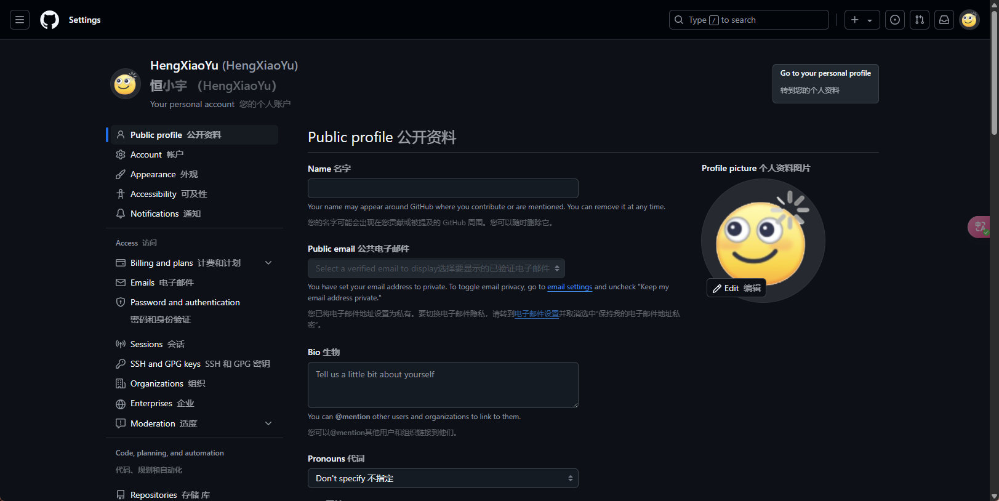 Settings
Type / to search
HengXiaoYu (HengXiaoYu)
恒小宇 （HengXiaoYu）
Your personal account 您的个人账户
Go to your personal profile
转到您的个人资料
Public profile 公开资料
Account 帐户
Appearance 外观
Accessibility 可及性
Notifications 通知
Access 访问
Billing and plans 计费和计划
Emails 电子邮件
Password and authentication
密码和身份验证
Sessions 会话
SSH and GPG keys SSH 和 GPG 密钥
Organizations 组织
Enterprises 企业
Moderation 适度
Code, planning, and automation
代码、规划和自动化
Repositories 存储 库
Public profile 公开资料
Name 名字
Your name may appear around GitHub where you contribute or are mentioned. You can remove it at any time.
您的名字可能会出现在您贡献或被提及的 GitHub 周围。您可以随时删除它。
Public email 公共电子邮件
Select a verified email to display选择要显示的已验证电子邮件
You have set your email address to private. To toggle email privacy, go to email settings and uncheck "Keep my
email address private."
您已将电子邮件地址设置为私有。要切换电子邮件隐私，请转到电子邮件设置并取消选中“保持我的电子邮件地址私
密”。
Bio 生物
Tell us a little bit about yourself
You can @mention other users and organizations to link to them.
您可以@mention其他用户和组织链接到他们。
Pronouns 代词
Don't specify 不指定
Profile picture 个人资料图片
Edit 编辑